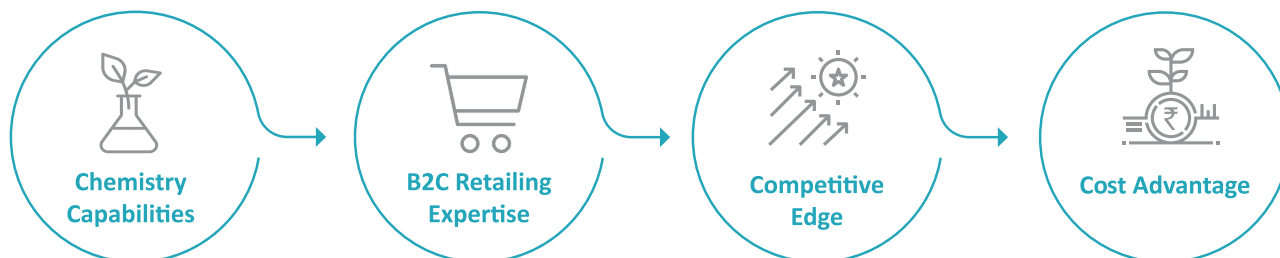 Chemistry
Capabilities
B2C Retailing
Expertise
Competitive
Edge
₹
Cost Advantage